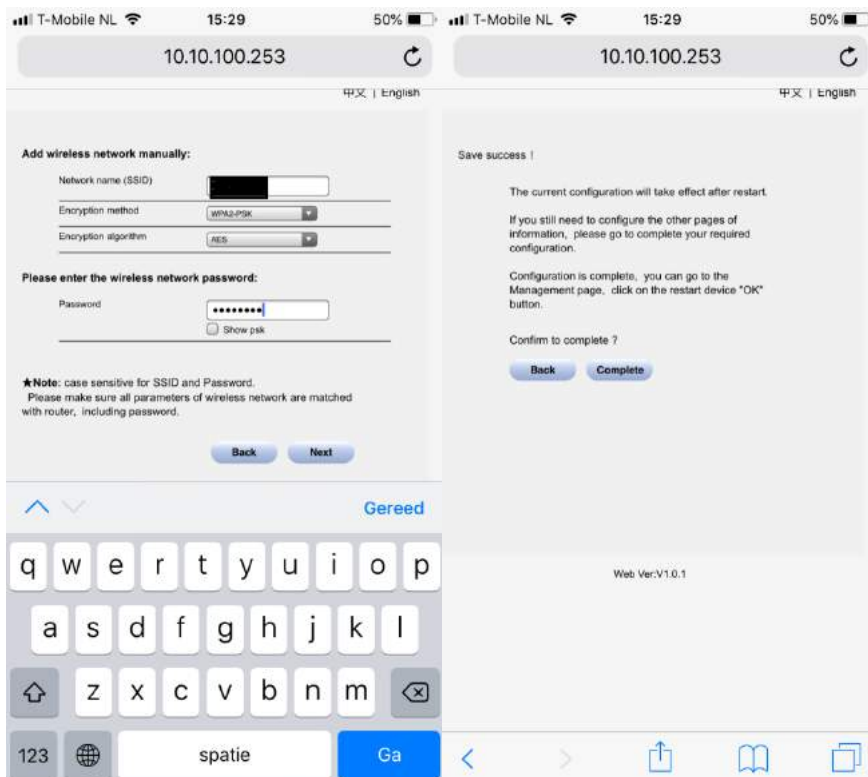 T-Mobile NL 15:29 50%
10.10.100.253
中文 | English
Add wireless network manually:
Network name (SSID)
Encryption method WPA2-PSK
Encryption algorithm AES
Please enter the wireless network password:
Password ••••••••
Show psk
★Note: case sensitive for SSID and Password.
Please make sure all parameters of wireless network are matched
with router, including password.
Back Next
Gereed
q w e r t y u i o p
a s d f g h j k l
z x c v b n m
123 spatie Ga
T-Mobile NL 15:29 50%
10.10.100.253
中文 | English
Save success !
The current configuration will take effect after restart.
If you still need to configure the other pages of
information, please go to complete your required
configuration.
Configuration is complete, you can go to the
Management page, click on the restart device "OK"
button.
Confirm to complete ?
Back Complete
Web Ver:V1.0.1